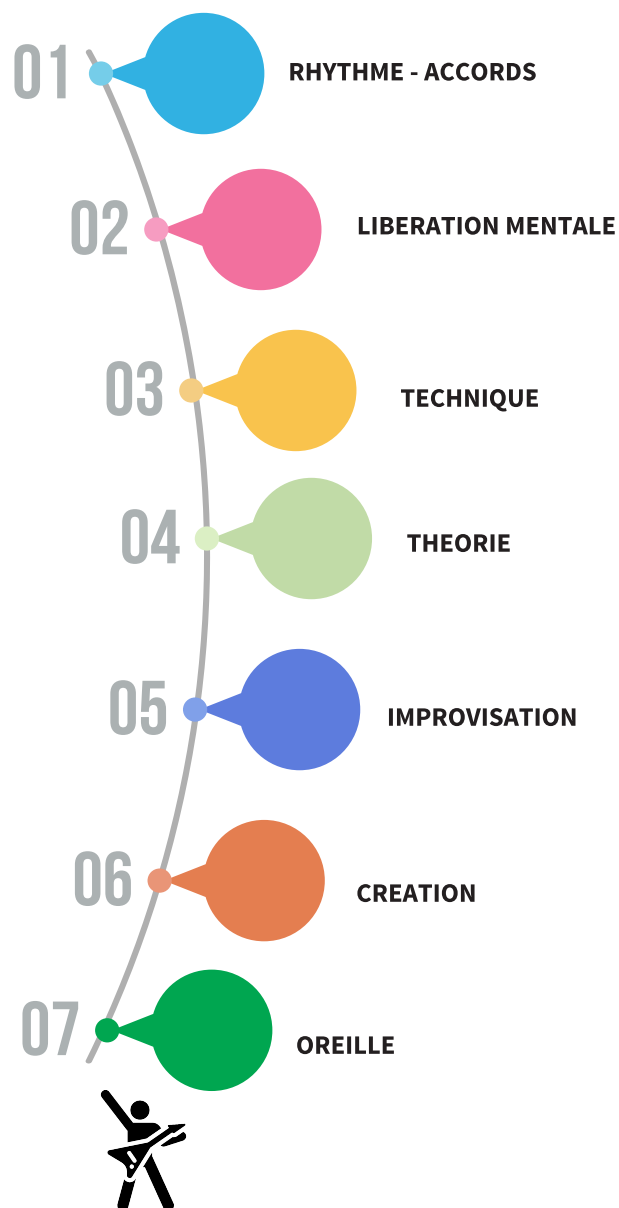 01 RHYTHME - ACCORDS
02 LIBERATION MENTALE
03 TECHNIQUE
04 THEORIE
05 IMPROVISATION
06 CREATION
07 OREILLE